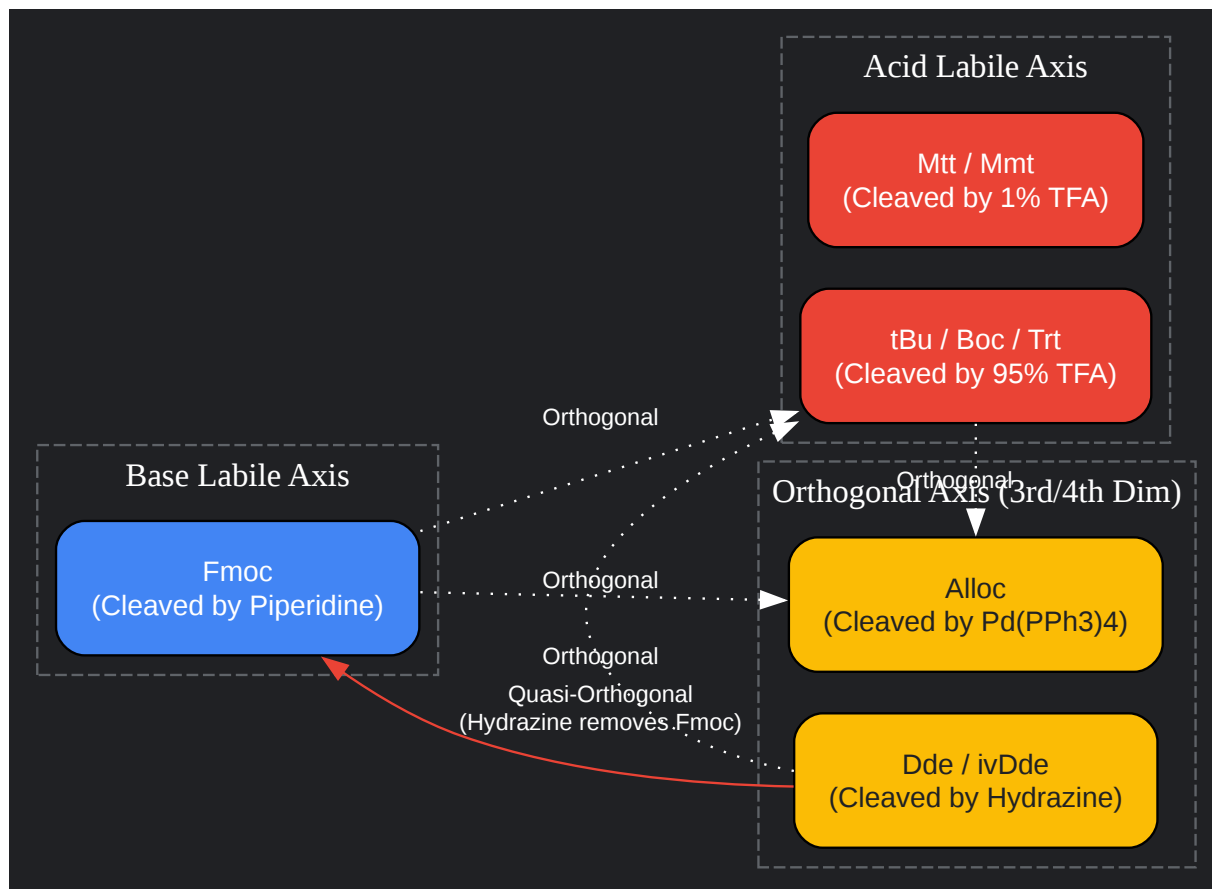 Acid Labile Axis
Mtt / Mmt
(Cleaved by 1% TFA)
tBu / Boc / Trt
(Cleaved by 95% TFA)
Orthogonal
Base Labile Axis
Fmoc
(Cleaved by Piperidine)
Orthogonal
Orthogonal Axis (3rd/4th Dim)
Orthogonal
Alloc
(Cleaved by Pd(PPh3)4)
Orthogonal
Quasi-Orthogonal
(Hydrazine removes Fmoc)
Dde / ivDde
(Cleaved by Hydrazine)